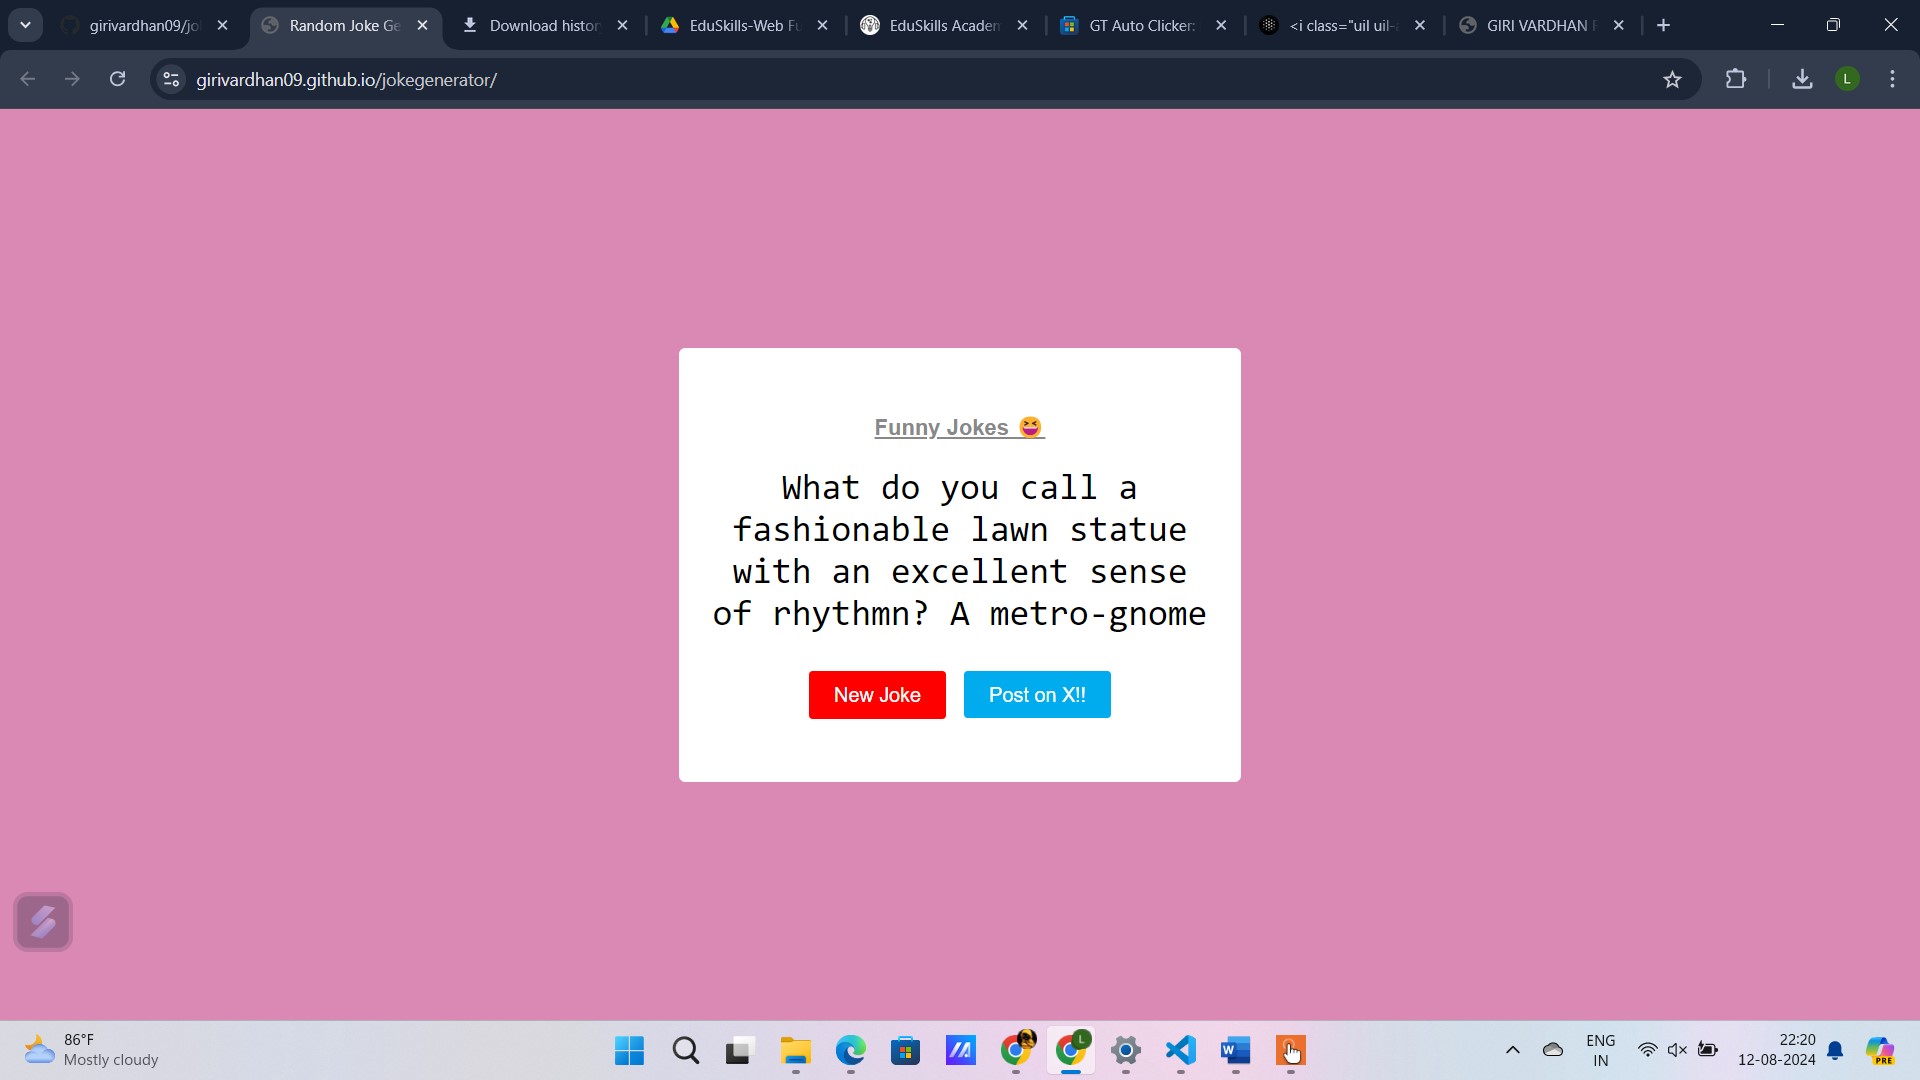 girivardhan09/jo
Random Joke Ge
Download histor
EduSkills-Web Fu
EduSkills Academ
GT Auto Clicker:
<i class="uil uil-
GIRI VARDHAN
girivardhan09.github.io/jokegenerator/
L
Funny Jokes 😆
What do you call a
fashionable lawn statue
with an excellent sense
of rhythmn? A metro-gnome
New Joke
Post on X!!
86°F
Mostly cloudy
L
W
ENG
IN
22:20
12-08-2024
PRE